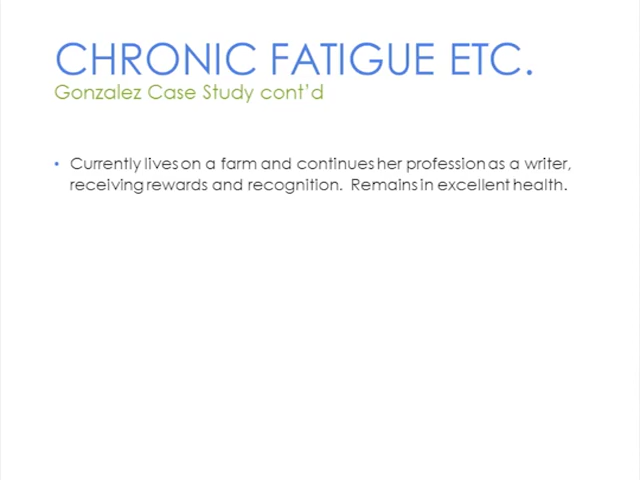 CHRONIC FATIGUE ETC.
Gonzalez Case Study cont'd
• Currently lives on a farm and continues her profession as a writer,
receiving rewards and recognition.  Remains in excellent health.